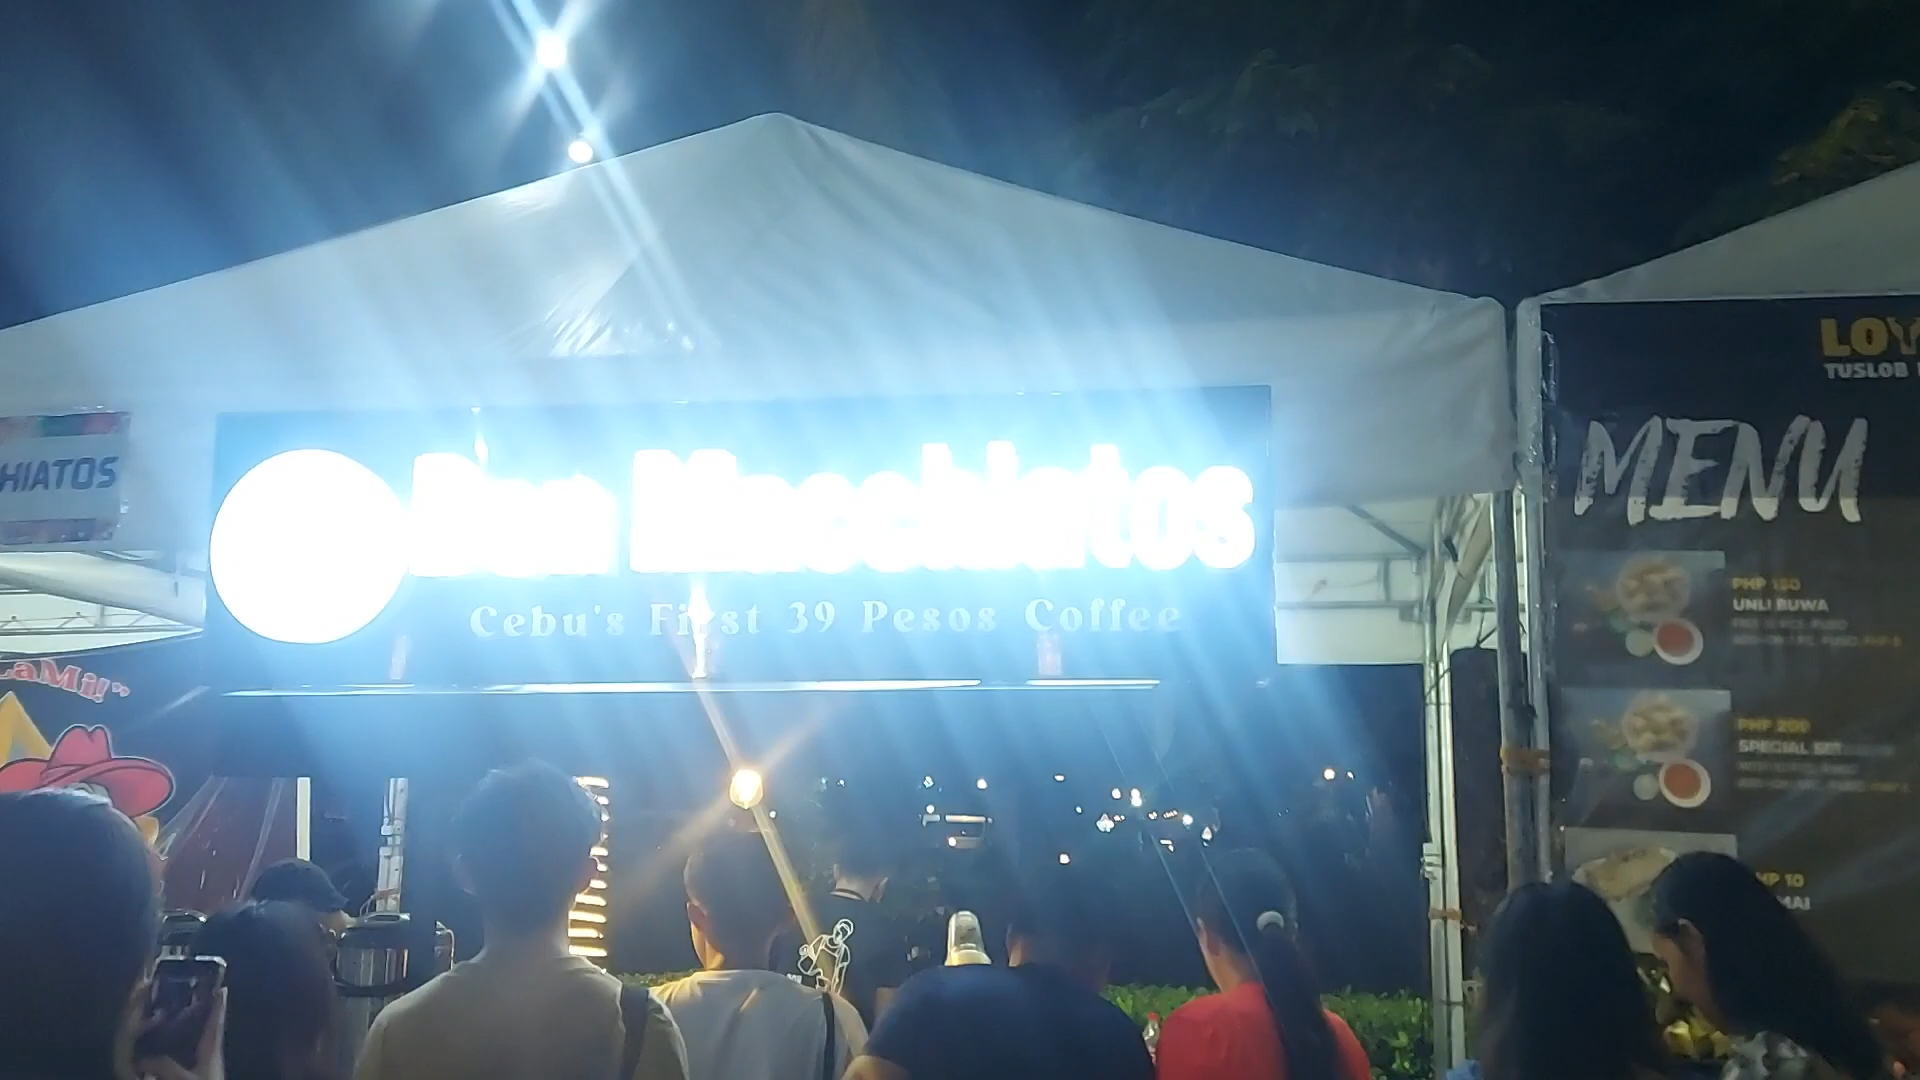 HIATOS
Don Macchiatos
Cebu's First 39 Pesos Coffee
LaMi!"
LOY
TUSLOB
MENU
PHP 150
UNLI BUWA
PHP 200
SPECIAL SET
PHP 10
MAI